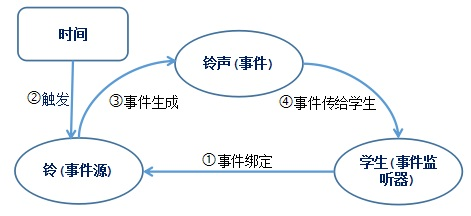 时间
铃声(事件)
②触发
③事件生成
④事件传给学生
①事件绑定
铃(事件源)
学生(事件监
听器)